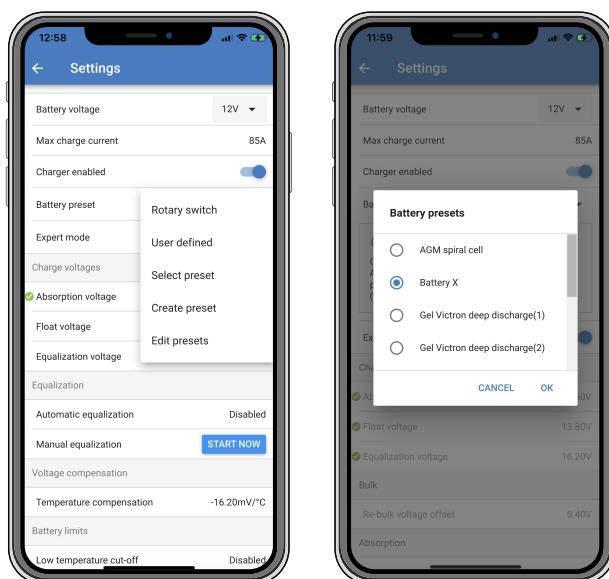 12:58
Settings
Battery voltage 12V
Max charge current 85A
Charger enabled
Battery preset
Rotary switch
Expert mode
User defined
Charge voltages
Select preset
Absorption voltage
Create preset
Float voltage
Edit presets
Equalization voltage
Equalization
Automatic equalization Disabled
Manual equalization START NOW
Voltage compensation
Temperature compensation -16.20mV/°C
Battery limits
Low temperature cut-off Disabled
11:59
Settings
Battery voltage 12V
Max charge current 85A
Charger enabled
Ba
Battery presets
AGM spiral cell
Battery X
Gel Victron deep discharge(1)
Ex
Gel Victron deep discharge(2)
Cha
CANCEL OK
Ab
Float voltage 13.80V
Equalization voltage 16.20V
Bulk
Re-bulk voltage offset 0.40V
Absorption